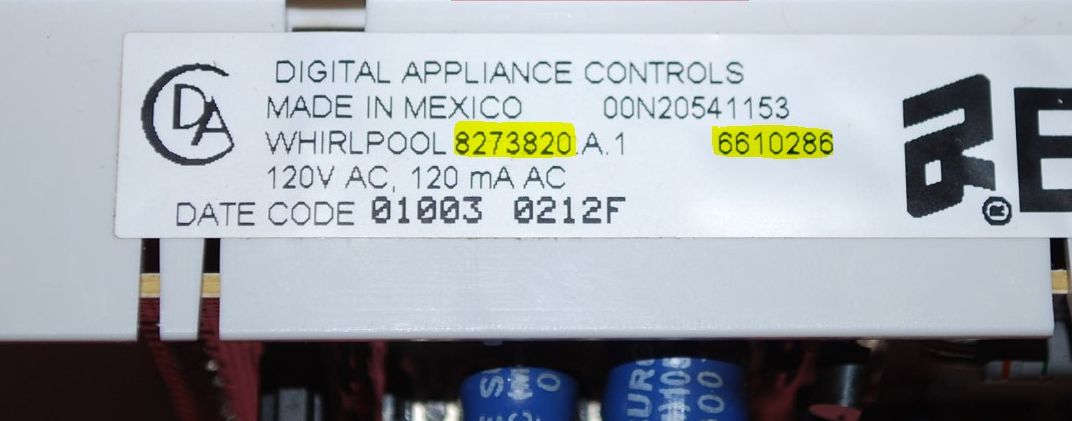 DIGITAL APPLIANCE CONTROLS
DA
MADE IN MEXICO 00N20541153
WHIRLPOOL 8273820.A.1 6610286
120V AC, 120 mA AC
DATE CODE 01003 0212F
®